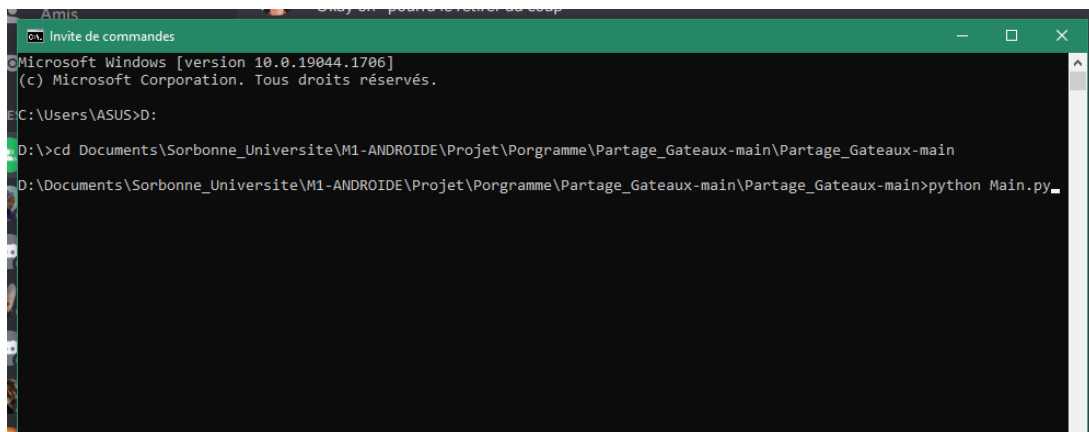 Amis
Invite de commandes
Microsoft Windows [version 10.0.19044.1706]
(c) Microsoft Corporation. Tous droits réservés.
C:\Users\ASUS>D:
D:\>cd Documents\Sorbonne_Universite\M1-ANDROIDE\Projet\Porgramme\Partage_Gateaux-main\Partage_Gateaux-main
D:\Documents\Sorbonne_Universite\M1-ANDROIDE\Projet\Porgramme\Partage_Gateaux-main\Partage_Gateaux-main>python Main.py